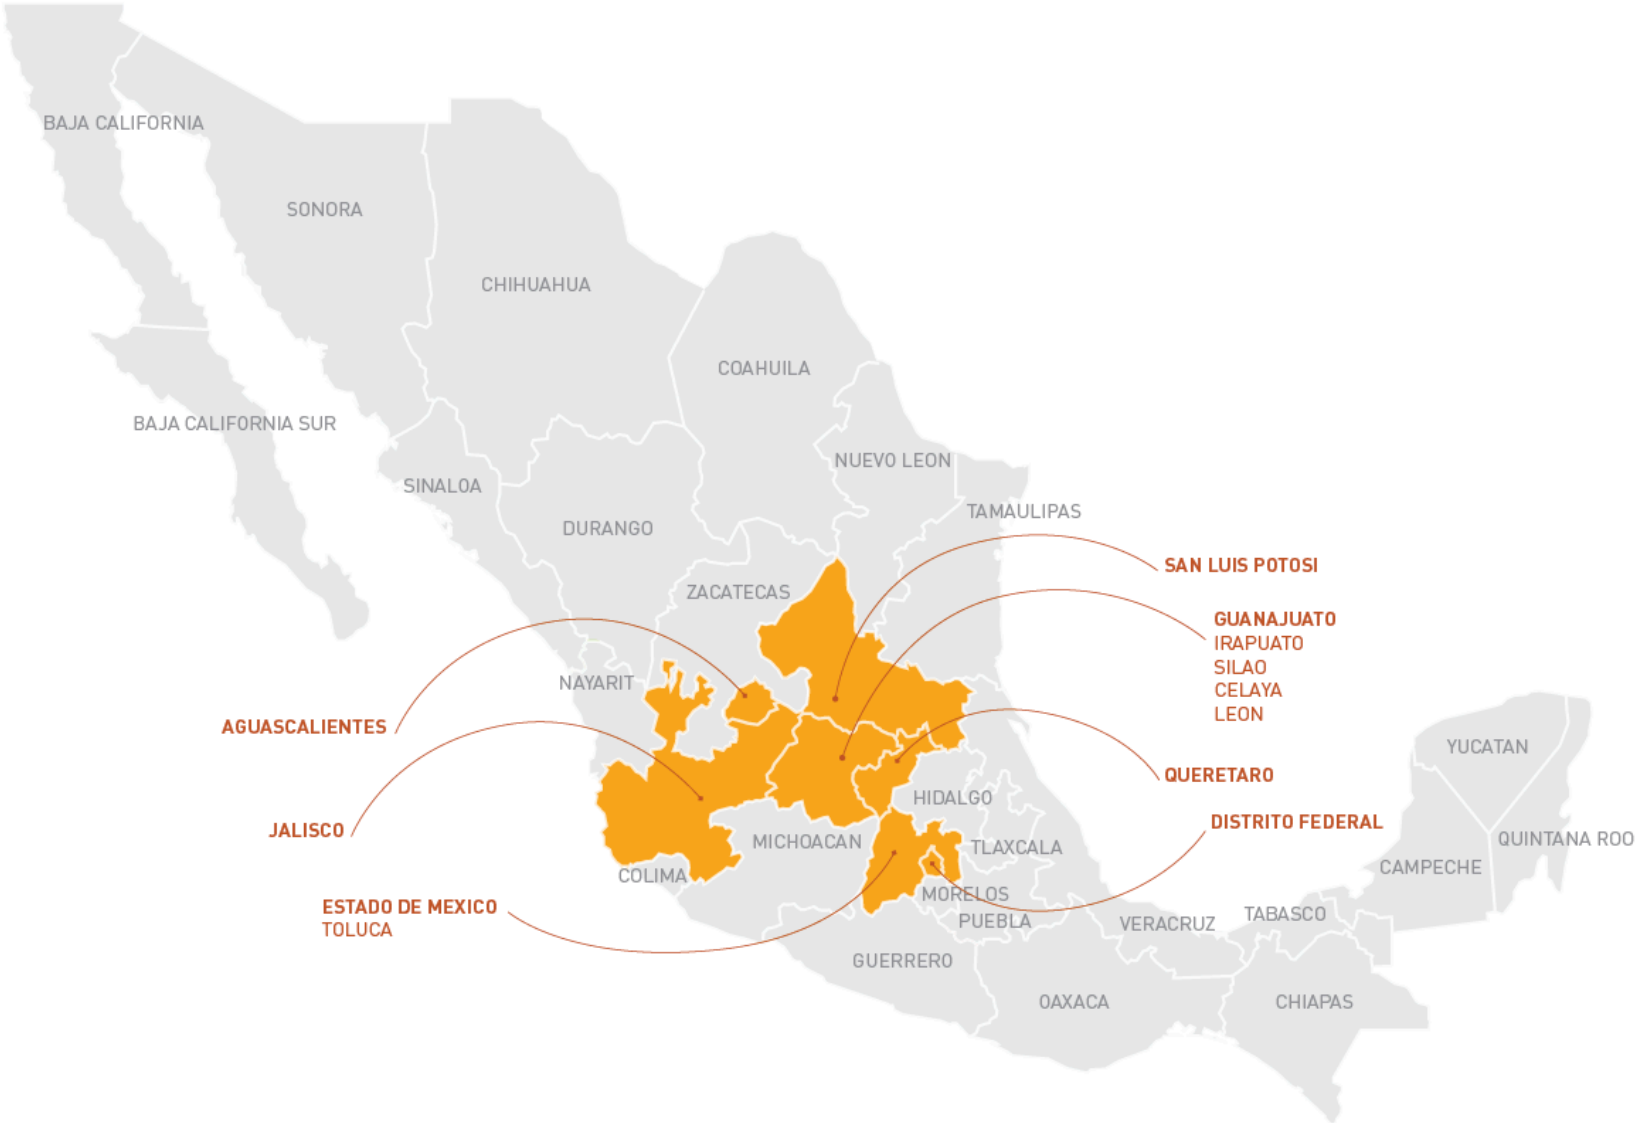 BAJA CALIFORNIA
SONORA
CHIHUAHUA
COAHUILA
BAJA CALIFORNIA SUR
NUEVO LEON
SINALOA
TAMAULIPAS
DURANGO
SAN LUIS POTOSI
ZACATECAS
GUANAJUATO
IRAPUATO
SILAO
CELAYA
LEON
NAYARIT
AGUASCALIENTES
YUCATAN
QUERETARO
HIDALGO
DISTRITO FEDERAL
JALISCO
MICHOACAN
TLAXCALA
QUINTANA ROO
CAMPECHE
COLIMA
MORELOS
ESTADO DE MEXICO
TOLUCA
PUEBLA
VERACRUZ
TABASCO
GUERRERO
OAXACA
CHIAPAS